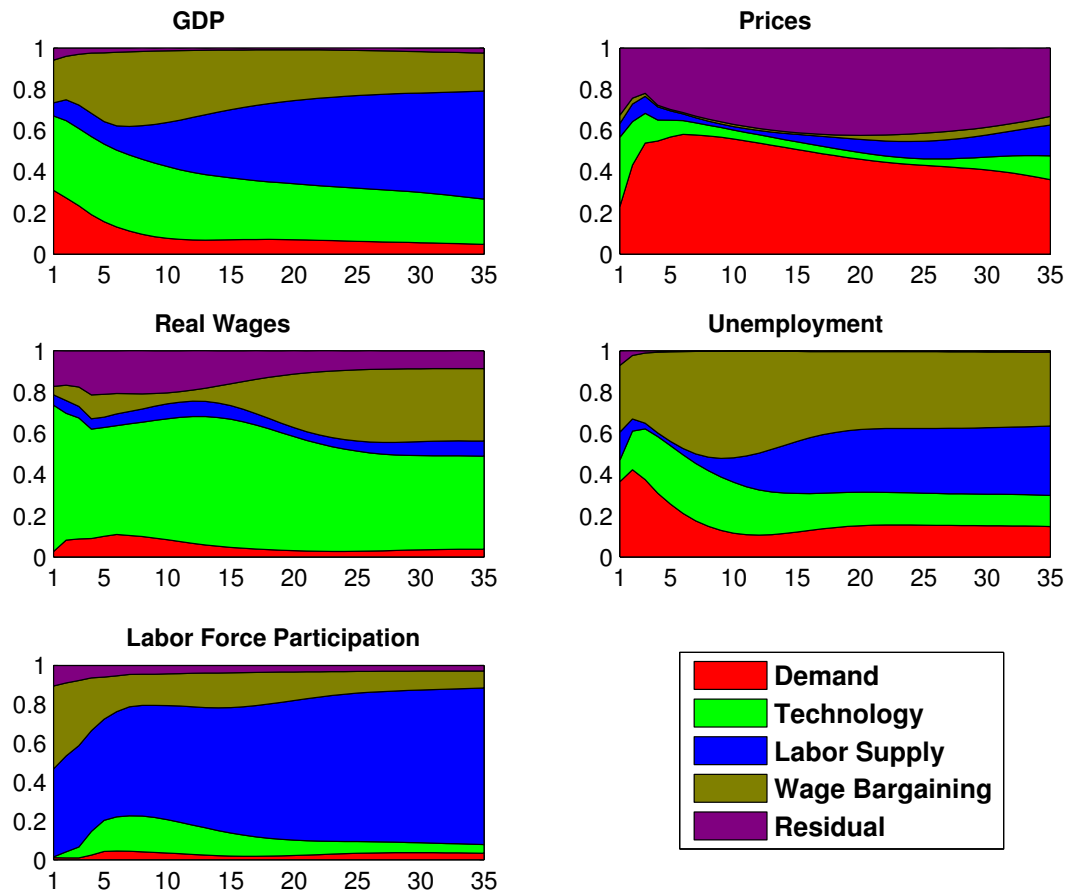 GDP
1
0.8
0.6
0.4
0.2
0
1 5 10 15 20 25 30 35
Prices
1
0.8
0.6
0.4
0.2
0
1 5 10 15 20 25 30 35
Real Wages
1
0.8
0.6
0.4
0.2
0
1 5 10 15 20 25 30 35
Unemployment
1
0.8
0.6
0.4
0.2
0
1 5 10 15 20 25 30 35
Labor Force Participation
1
0.8
0.6
0.4
0.2
0
1 5 10 15 20 25 30 35
Demand
Technology
Labor Supply
Wage Bargaining
Residual